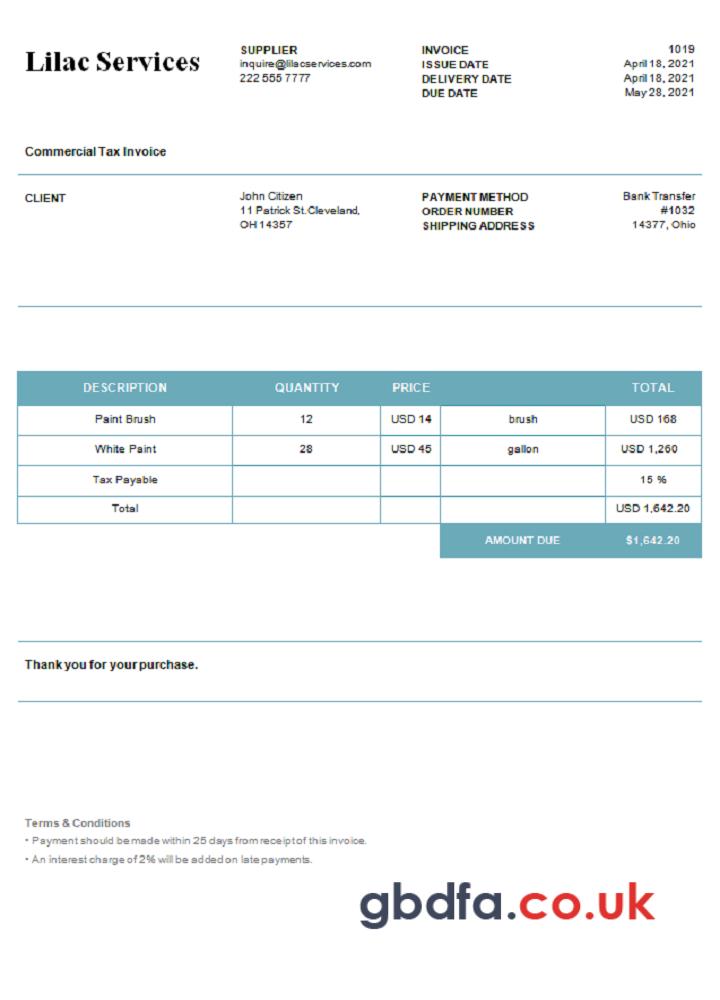 Lilac Services
SUPPLIER
inquire@lilacservices.com
222 555 7777
INVOICE 1019
ISSUE DATE April 18, 2021
DELIVERY DATE April 18, 2021
DUE DATE May 28, 2021
Commercial Tax Invoice
CLIENT
John Citizen
11 Patrick St.Cleveland,
OH 14357
PAYMENT METHOD Bank Transfer
ORDER NUMBER #1032
SHIPPING ADDRESS 14377, Ohio
DESCRIPTION QUANTITY PRICE TOTAL
Paint Brush 12 USD 14 brush USD 168
White Paint 28 USD 45 gallon USD 1,260
Tax Payable 15 %
Total USD 1,642.20
AMOUNT DUE $1,642.20
Thank you for your purchase.
Terms & Conditions
• Payment should be made within 25 days from receipt of this invoice.
• An interest charge of 2% will be added on late payments.
gbdfa.co.uk